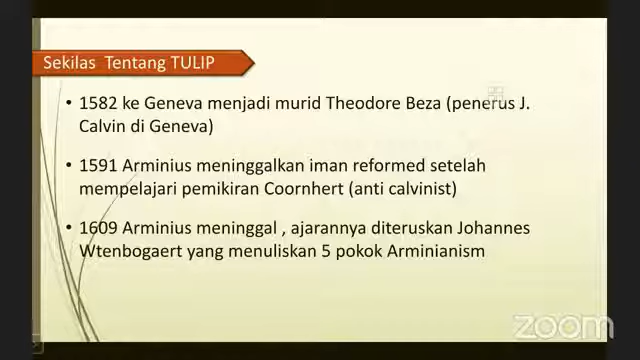 Sekilas Tentang TULIP
• 1582 ke Geneva menjadi murid Theodore Beza (penerus J.
Calvin di Geneva)
• 1591 Arminius meninggalkan iman reformed setelah
mempelajari pemikiran Coornhert (anti calvinist)
• 1609 Arminius meninggal , ajarannya diteruskan Johannes
Wtenbogaert yang menuliskan 5 pokok Arminianism
zoom